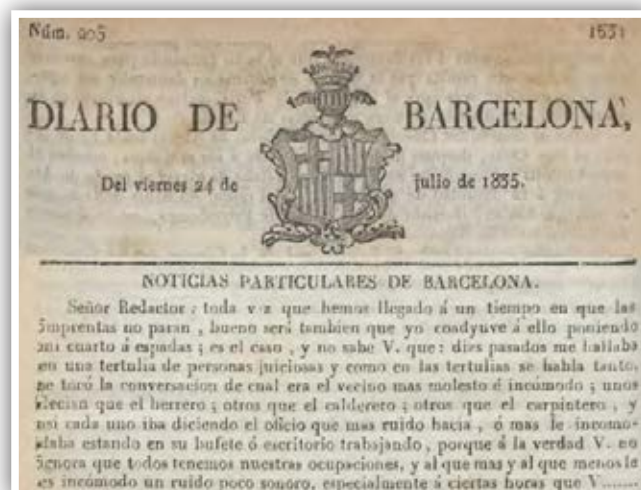 Núm. 205
1631
DIARIO DE BARCELONA,
Del viernes 24 de julio de 1835.
NOTICIAS PARTICULARES DE BARCELONA.
Señor Redactor : toda vez que hemos llegado á un tiempo en que las
imprentas no paran , bueno será tambien que yo coadyuve á ello poniendo
mi cuarto á espadas ; es el caso , y no sabe V. que : dias pasados me hallaba
en una tertulia de personas juiciosas y como en las tertulias se habla tanto,
se tocó la conversacion de cual era el vecino mas molesto é incómodo ; unos
decian que el herrero ; otros que el calderero ; otros que el carpintero , y
asi cada uno iba diciendo el oficio que mas ruido hacia , ó mas le incomo-
daba estando en su bufete ó escritorio trabajando , porque á la verdad V. no
ignora que todos tenemos nuestras ocupaciones, y al que mas y al que menos le
es incómodo un ruido poco sonoro, especialmente á ciertas horas que V......